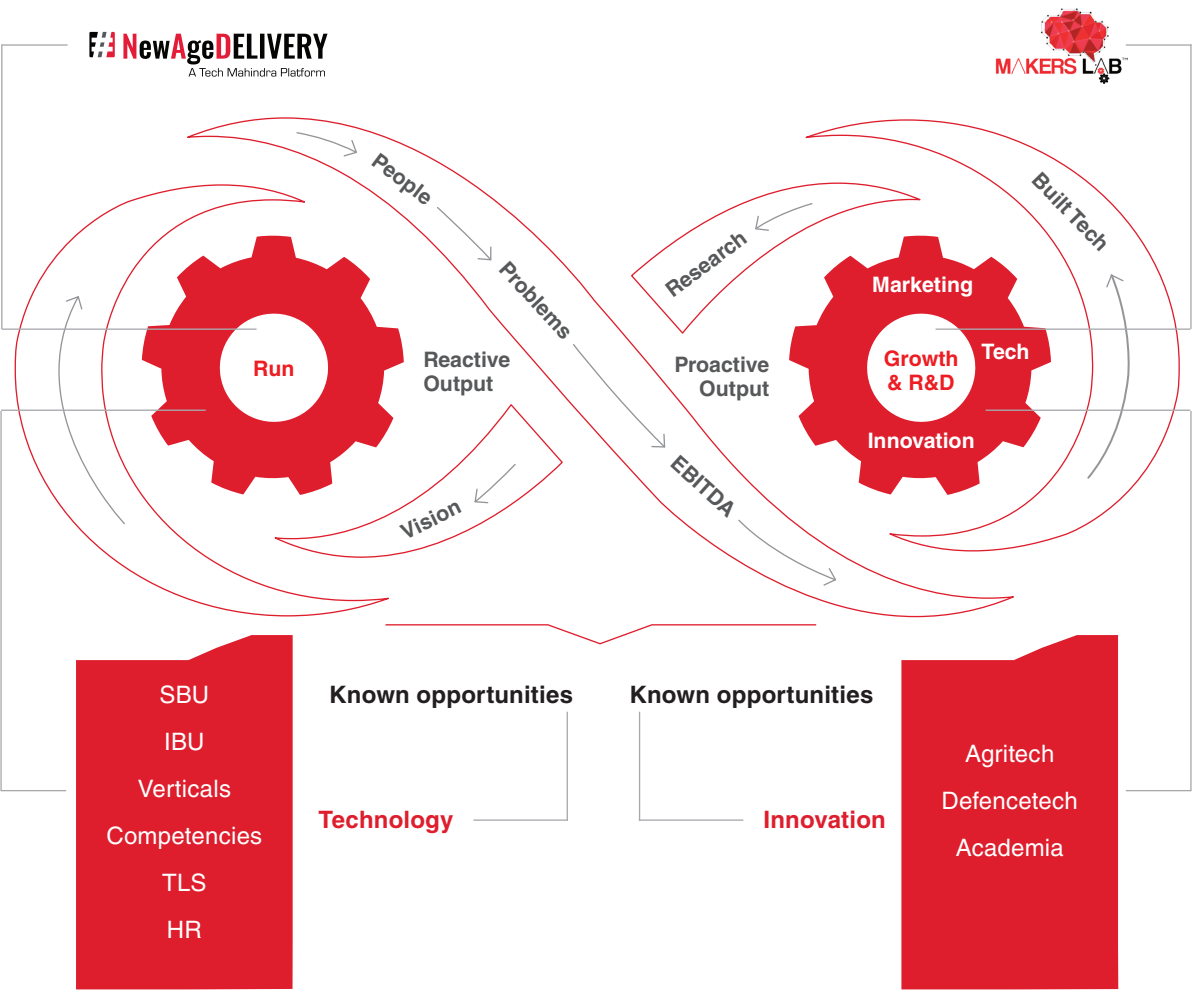 NewAgeDELIVERY
A Tech Mahindra Platform
MAKERS LAB™
People
Problems
EBITDA
Vision
Research
Built Tech
Run
Reactive
Output
Proactive
Output
Marketing
Growth
& R&D
Tech
Innovation
SBU
IBU
Verticals
Competencies
TLS
HR
Known opportunities
Technology
Known opportunities
Innovation
Agritech
Defencetech
Academia